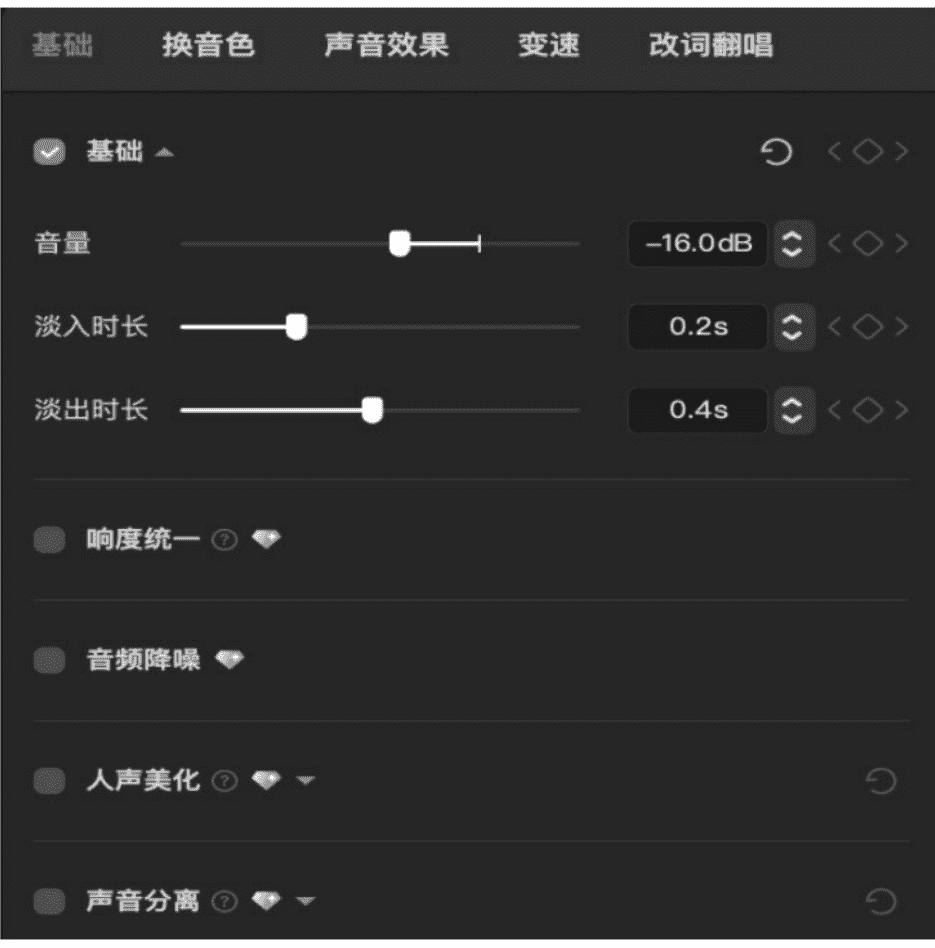 基础 换音色 声音效果 变速 改词翻唱
基础
音量 -16.0dB
淡入时长 0.2s
淡出时长 0.4s
响度统一 ?
音频降噪
人声美化 ?
声音分离 ?